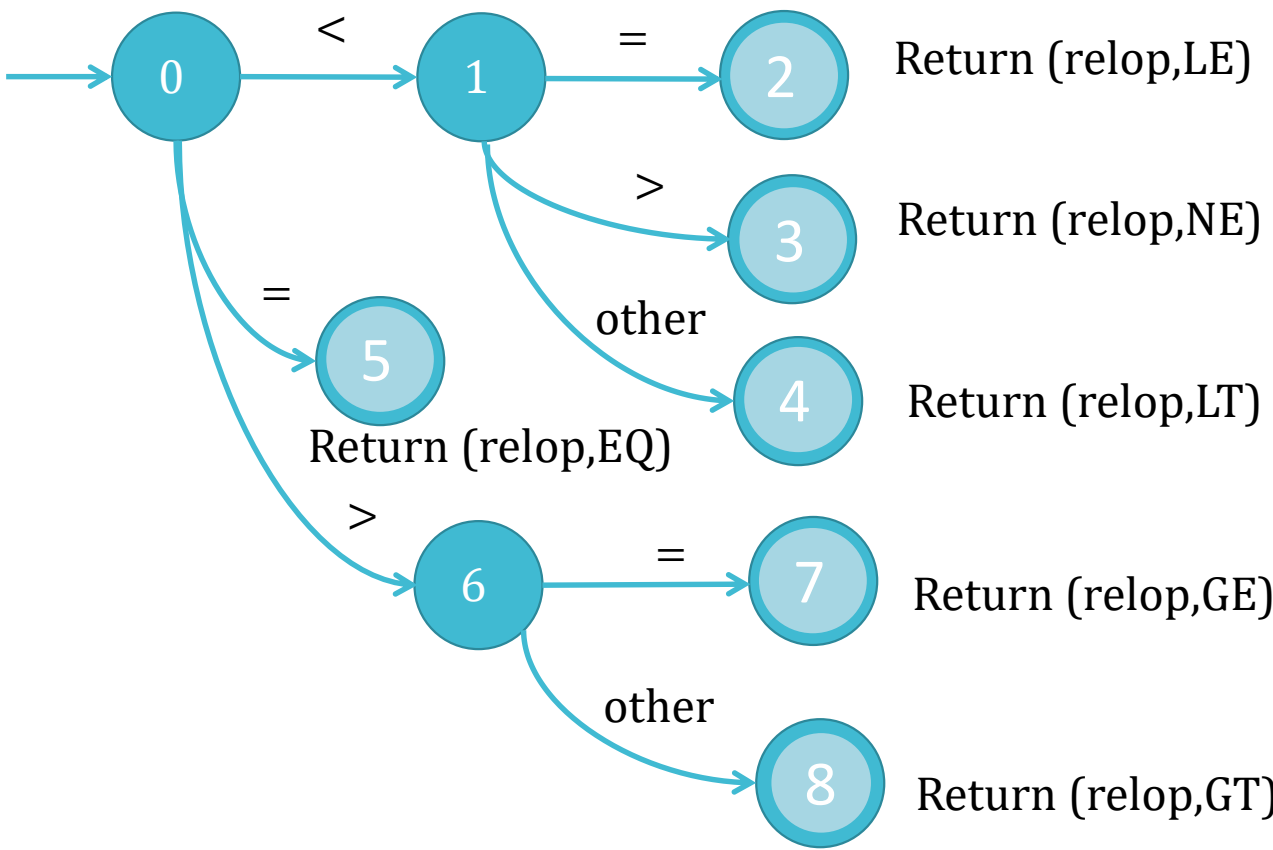 <
=
0
1
2
Return (relop,LE)
>
3
Return (relop,NE)
other
4
Return (relop,LT)
=
5
Return (relop,EQ)
>
6
=
7
Return (relop,GE)
other
8
Return (relop,GT)